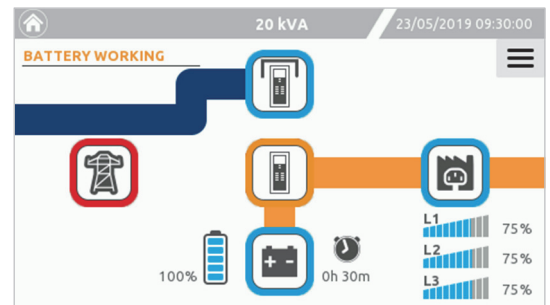 20 kVA
23/05/2019 09:30:00
BATTERY WORKING
L1
75%
L2
75%
100%
0h 30m
L3
75%